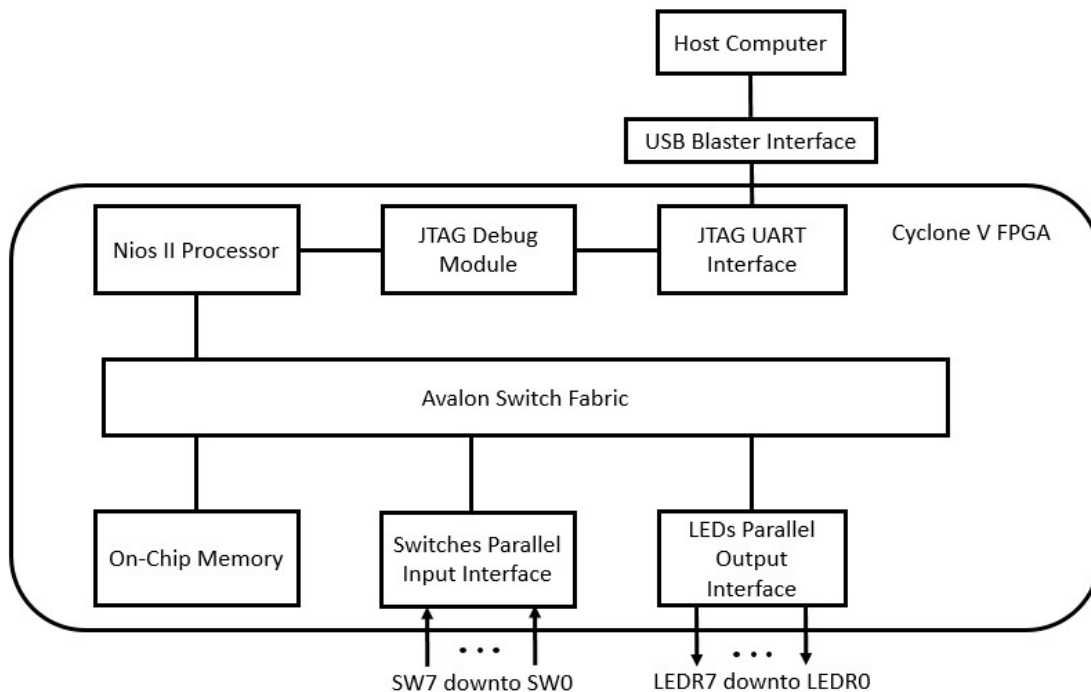 Host Computer
USB Blaster Interface
Cyclone V FPGA
Nios II Processor
JTAG Debug
Module
JTAG UART
Interface
Avalon Switch Fabric
On-Chip Memory
Switches Parallel
Input Interface
LEDs Parallel
Output
Interface
SW7 downto SW0
LEDR7 downto LEDR0